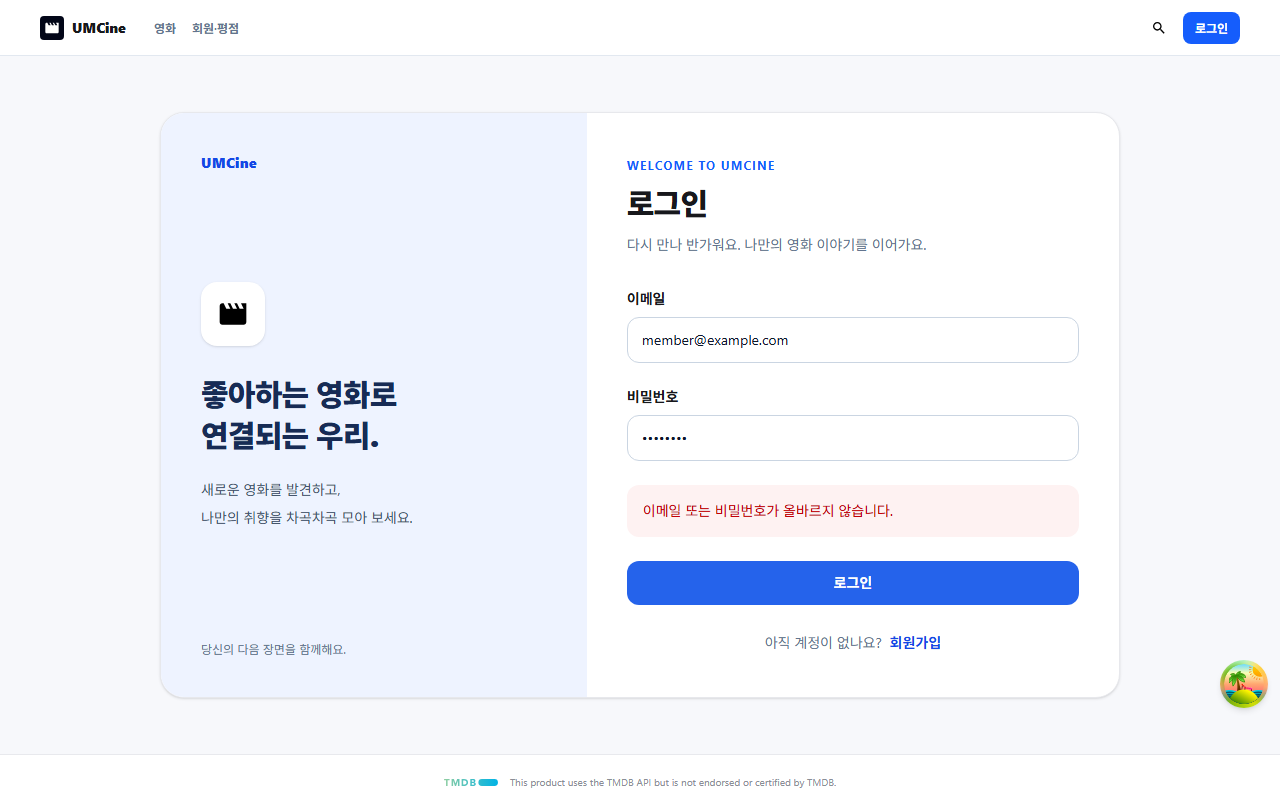 UMCine
영화
회원·평점
로그인
UMCine
좋아하는 영화로
연결되는 우리.
새로운 영화를 발견하고,
나만의 취향을 차곡차곡 모아 보세요.
당신의 다음 장면을 함께해요.
WELCOME TO UMCINE
로그인
다시 만나 반가워요. 나만의 영화 이야기를 이어가요.
이메일
member@example.com
비밀번호
••••••••
이메일 또는 비밀번호가 올바르지 않습니다.
로그인
아직 계정이 없나요? 회원가입
TMDB This product uses the TMDB API but is not endorsed or certified by TMDB.